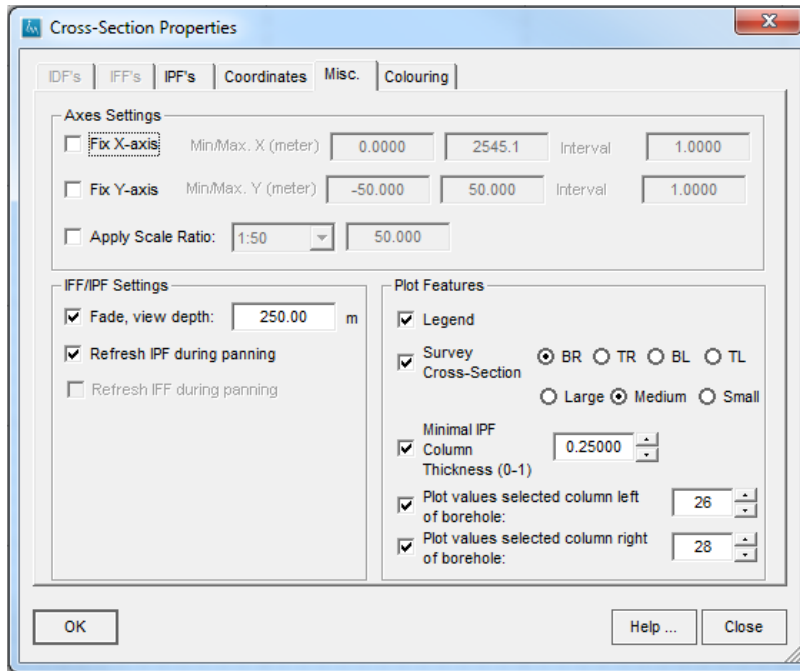 Cross-Section Properties
X
IDF's IFF's IPF's Coordinates Misc. Colouring
Axes Settings
Fix X-axis Min/Max. X (meter) 0.0000 2545.1 Interval 1.0000
Fix Y-axis Min/Max. Y (meter) -50.000 50.000 Interval 1.0000
Apply Scale Ratio: 1:50 50.000
IFF/IPF Settings
Fade, view depth: 250.00 m
Refresh IPF during panning
Refresh IFF during panning
Plot Features
Legend
Survey
Cross-Section
BR TR BL TL
Large Medium Small
Minimal IPF
Column
Thickness (0-1)
0.25000
Plot values selected column left
of borehole:
26
Plot values selected column right
of borehole:
28
OK Help ... Close